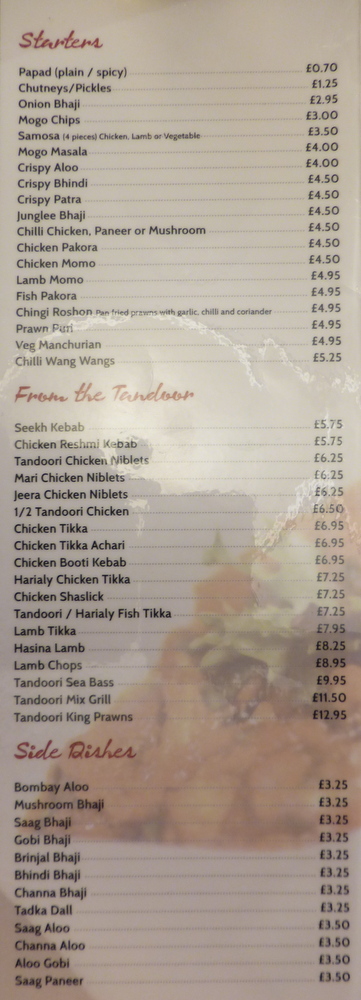 Starters
Papad (plain / spicy) £0.70
Chutneys/Pickles £1.25
Onion Bhaji £2.95
Mogo Chips £3.00
Samosa (4 pieces) Chicken, Lamb or Vegetable £3.50
Mogo Masala £4.00
Crispy Aloo £4.00
Crispy Bhindi £4.50
Crispy Patra £4.50
Junglee Bhaji £4.50
Chilli Chicken, Paneer or Mushroom £4.50
Chicken Pakora £4.50
Chicken Momo £4.50
Lamb Momo £4.95
Fish Pakora £4.95
Chingi Roshon Pan fried prawns with garlic, chilli and coriander £4.95
Prawn Puri £4.95
Veg Manchurian £4.95
Chilli Wang Wangs £5.25
From the Tandoor
Seekh Kebab £5.75
Chicken Reshmi Kebab £5.75
Tandoori Chicken Niblets £6.25
Mari Chicken Niblets £6.25
Jeera Chicken Niblets £6.25
1/2 Tandoori Chicken £6.50
Chicken Tikka £6.95
Chicken Tikka Achari £6.95
Chicken Booti Kebab £6.95
Harialy Chicken Tikka £7.25
Chicken Shaslick £7.25
Tandoori / Harialy Fish Tikka £7.25
Lamb Tikka £7.95
Hasina Lamb £8.25
Lamb Chops £8.95
Tandoori Sea Bass £9.95
Tandoori Mix Grill £11.50
Tandoori King Prawns £12.95
Side Dishes
Bombay Aloo £3.25
Mushroom Bhaji £3.25
Saag Bhaji £3.25
Gobi Bhaji £3.25
Brinjal Bhaji £3.25
Bhindi Bhaji £3.25
Channa Bhaji £3.25
Tadka Dall £3.25
Saag Aloo £3.50
Channa Aloo £3.50
Aloo Gobi £3.50
Saag Paneer £3.50